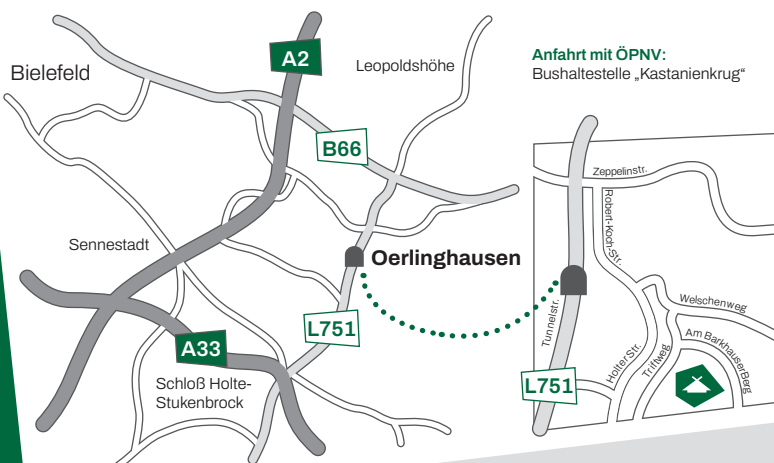 A2
Bielefeld
Leopoldshöhe
Anfahrt mit ÖPNV:
Bushaltestelle „Kastanienkrug“
B66
Zeppelinstr.
Robert-Koch-Str.
Sennestadt
Oerlinghausen
Welschenweg
L751
Tunnelstr.
Am Barkhauser Berg
A33
Holter Str.
Triftweg
Schloß Holte-
Stukenbrock
L751